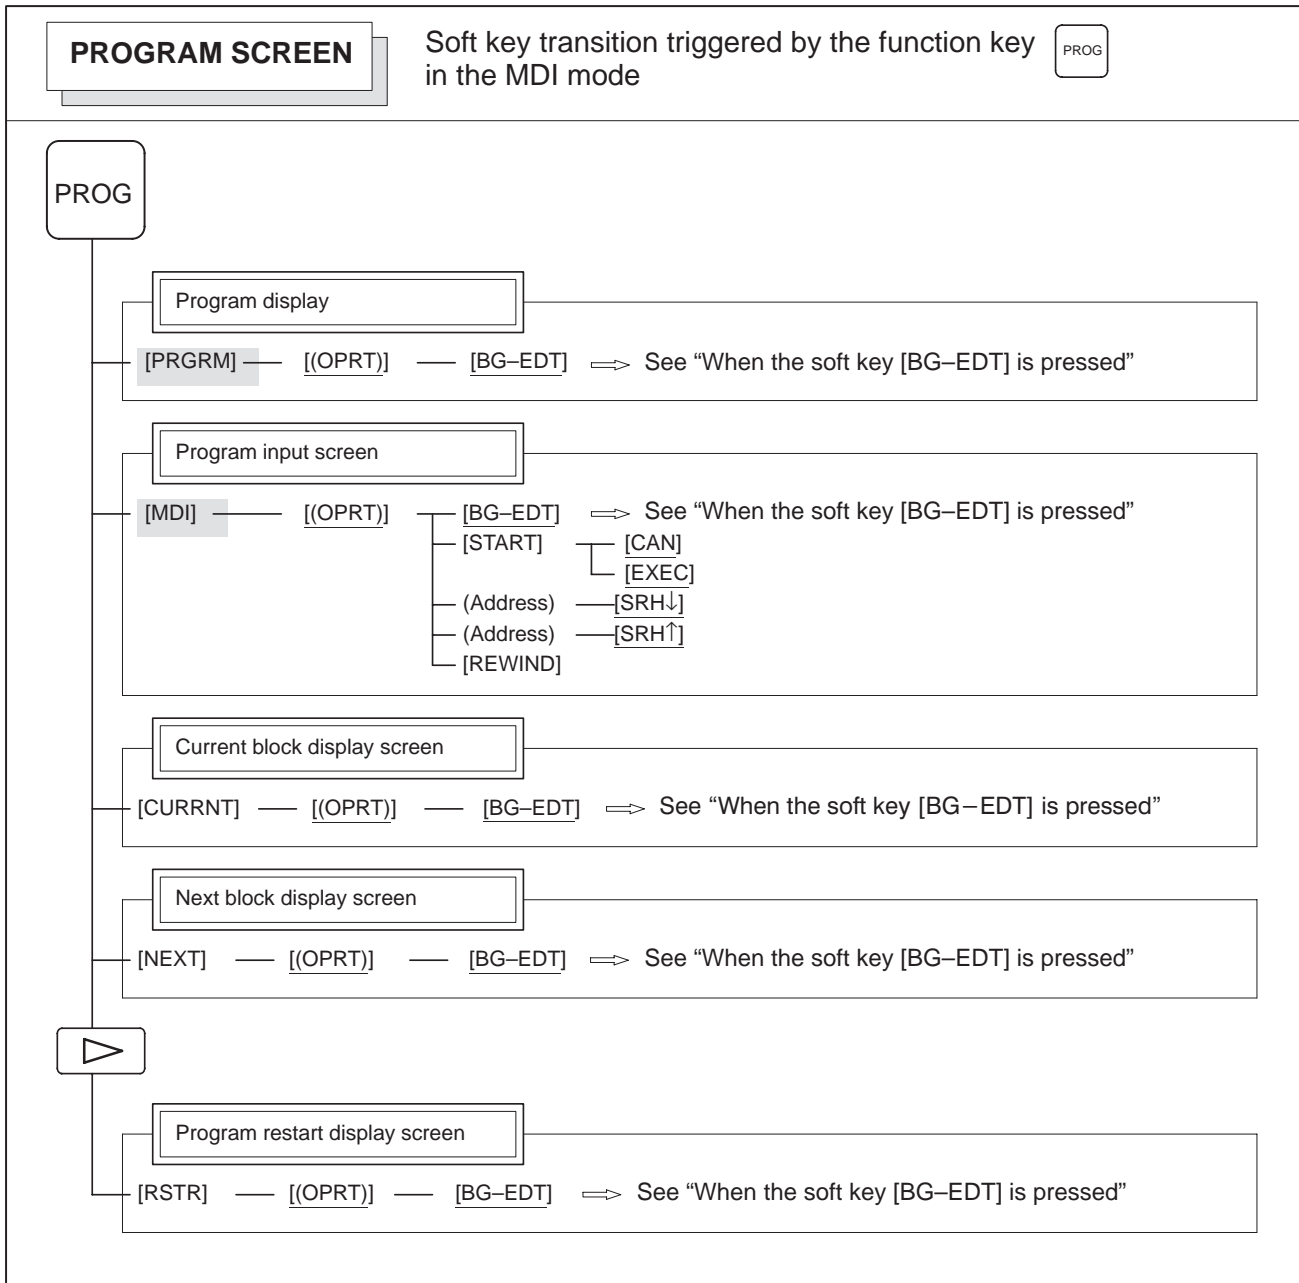 PROGRAM SCREEN
Soft key transition triggered by the function key PROG
in the MDI mode
PROG
Program display
[PRGRM] [(OPRT)] [BG–EDT] See “When the soft key [BG–EDT] is pressed”
Program input screen
[MDI] [(OPRT)] [BG–EDT] See “When the soft key [BG–EDT] is pressed”
[START] [CAN]
[EXEC]
(Address) [SRH↓]
(Address) [SRH↑]
[REWIND]
Current block display screen
[CURRNT] [(OPRT)] [BG–EDT] See “When the soft key [BG–EDT] is pressed”
Next block display screen
[NEXT] [(OPRT)] [BG–EDT] See “When the soft key [BG–EDT] is pressed”
Program restart display screen
[RSTR] [(OPRT)] [BG–EDT] See “When the soft key [BG–EDT] is pressed”